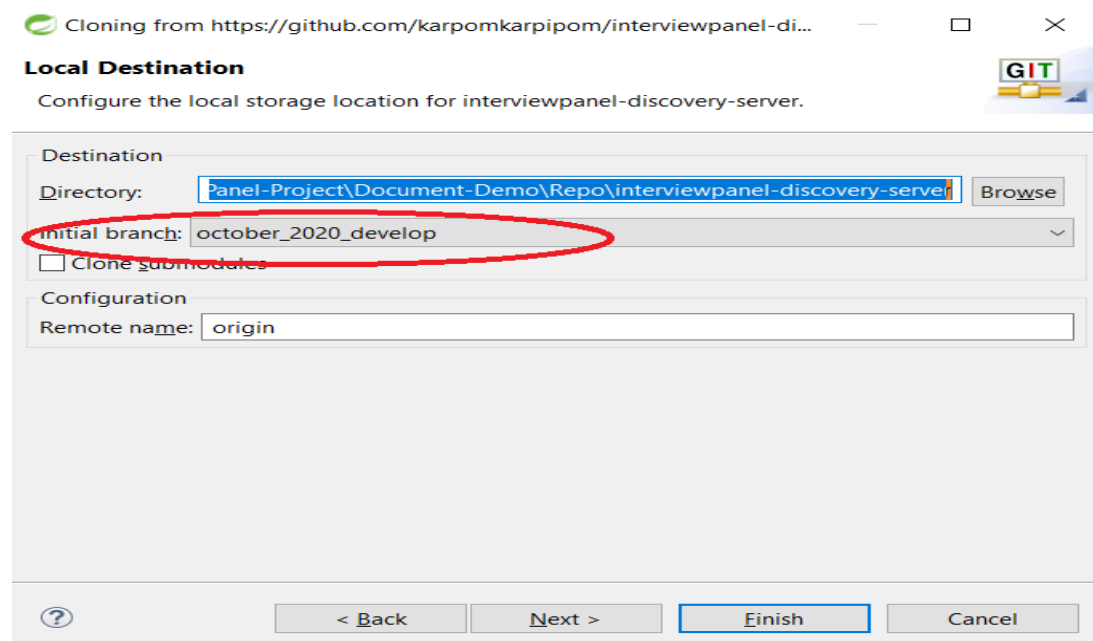 Cloning from https://github.com/karpomkarpipom/interviewpanel-di...
Local Destination
GIT
Configure the local storage location for interviewpanel-discovery-server.
Destination
Directory: Panel-Project\Document-Demo\Repo\interviewpanel-discovery-server Browse
Initial branch: october_2020_develop
Clone submodules
Configuration
Remote name: origin
? < Back Next > Finish Cancel